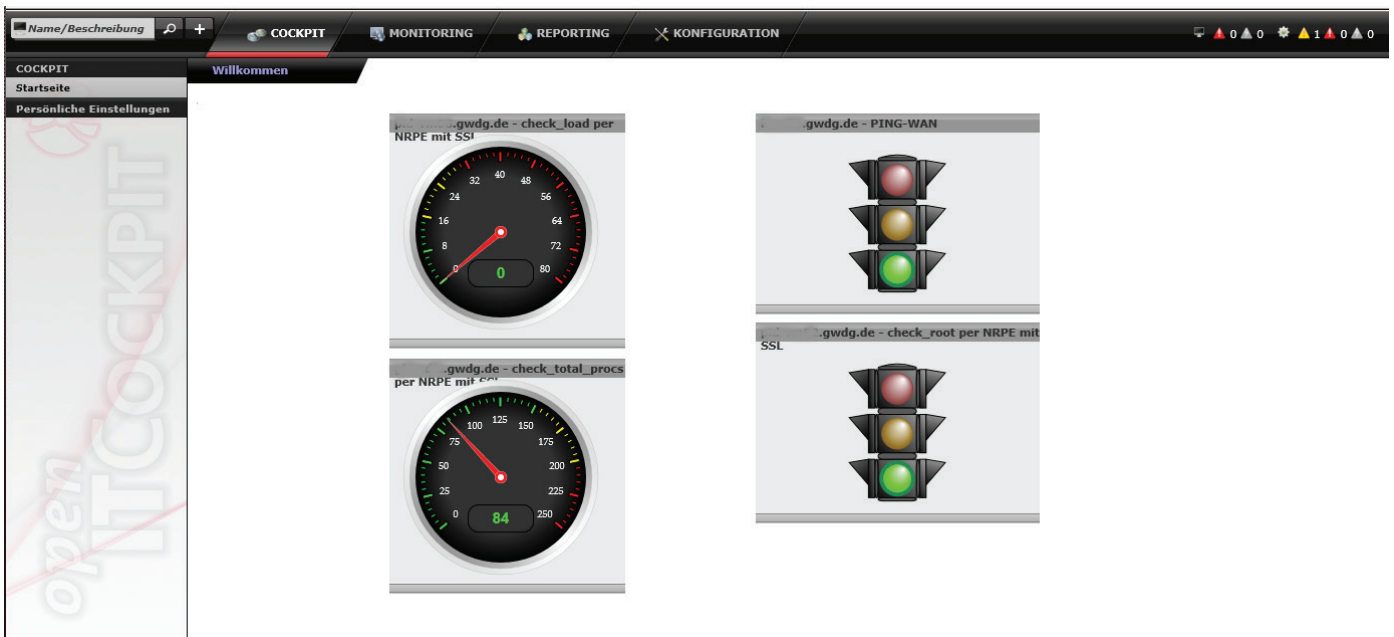 Name/Beschreibung
+
COCKPIT
MONITORING
REPORTING
KONFIGURATION
0 0 1 0 0
COCKPIT
Startseite
Persönliche Einstellungen
open
ITCOCKPIT
Willkommen
.gwdg.de - check_load per
NRPE mit SSL
0
8
16
24
32
40
48
56
64
72
80
0
.gwdg.de - PING-WAN
.gwdg.de - check_total_procs
per NRPE mit SSL
0
25
50
75
100
125
150
175
200
225
250
84
.gwdg.de - check_root per NRPE mit
SSL